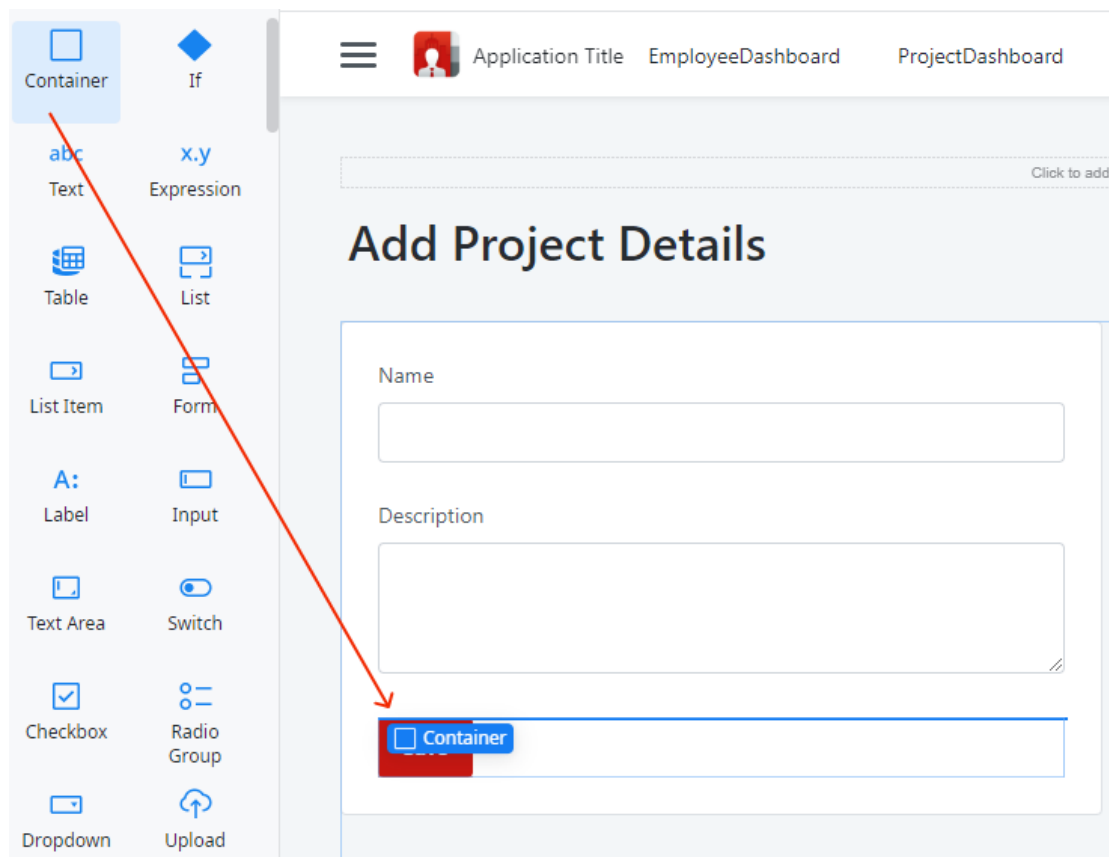 Container
If
abc
Text
x.y
Expression
Table
List
List Item
Form
A:
Label
Input
Text Area
Switch
Checkbox
Radio
Group
Dropdown
Upload
Application Title EmployeeDashboard ProjectDashboard
Click to add
Add Project Details
Name
Description
Container